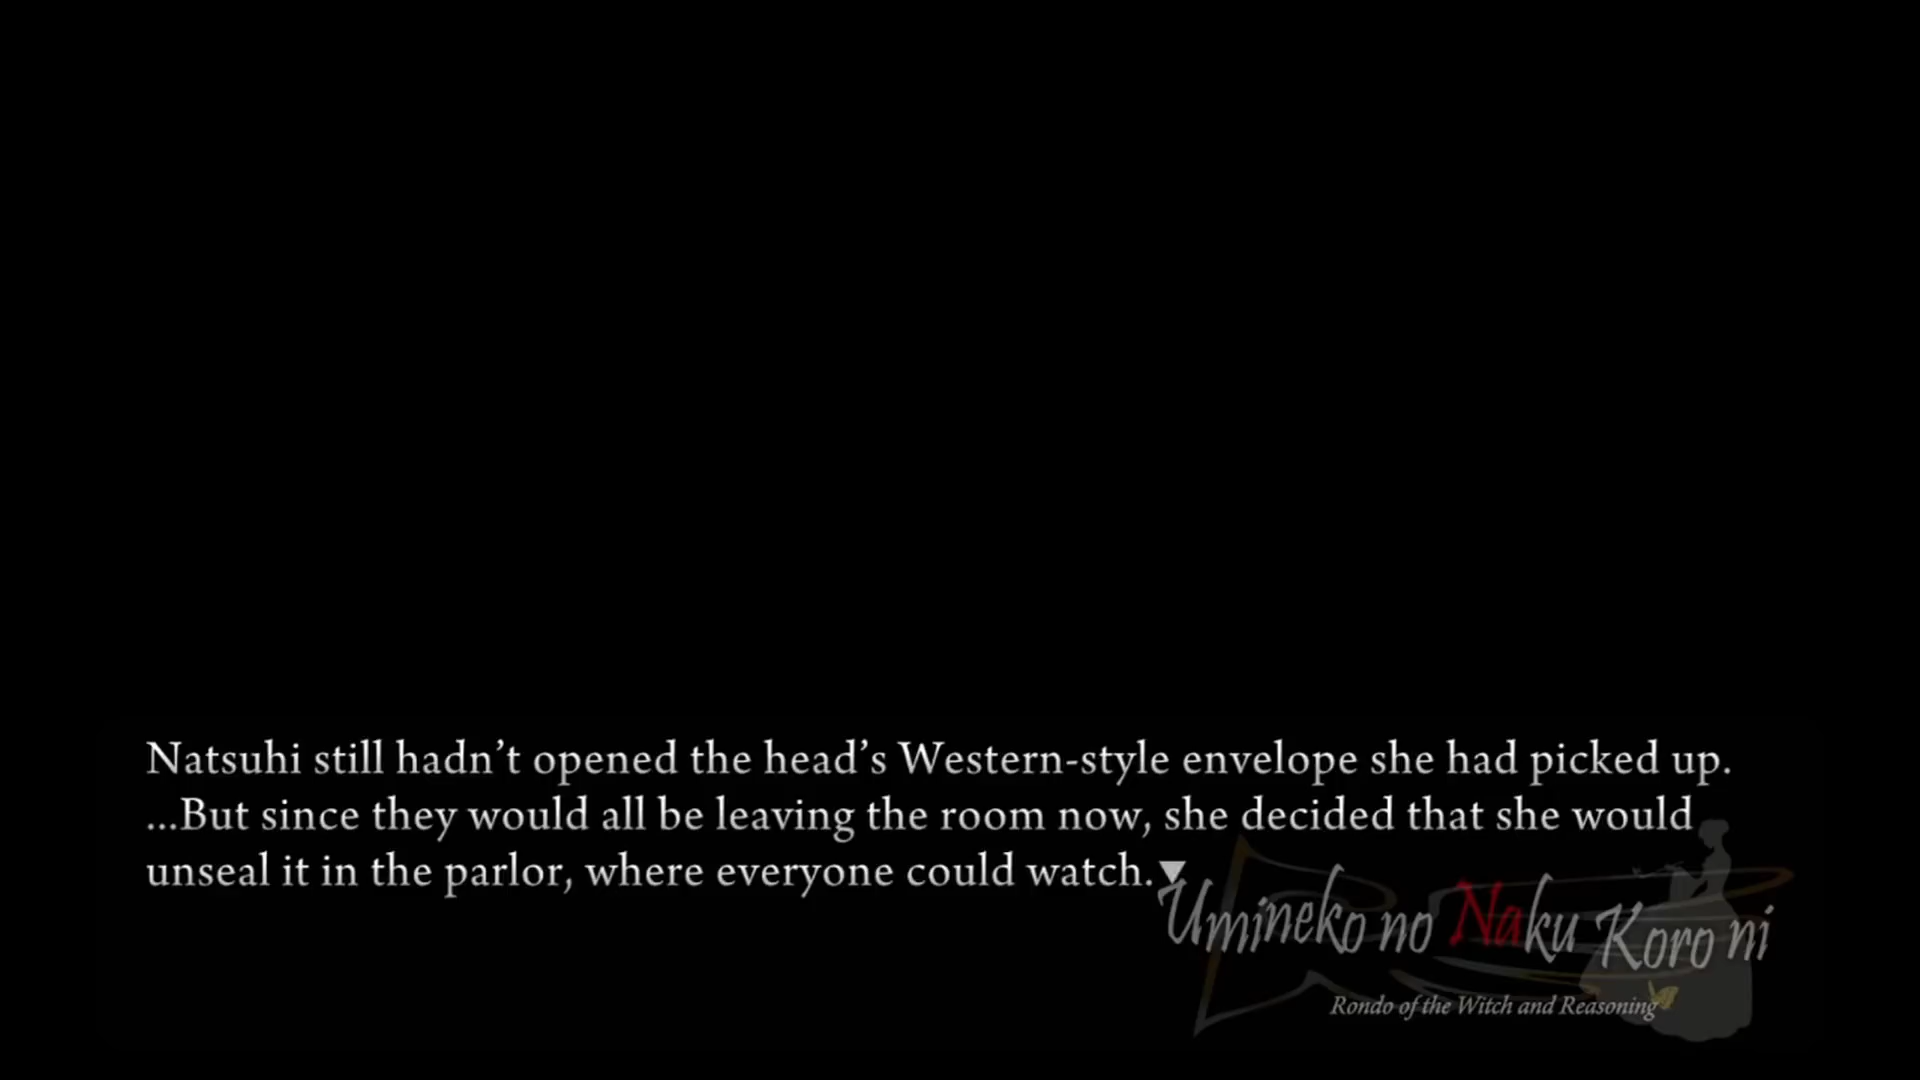 Natsuhi still hadn’t opened the head’s Western-style envelope she had picked up.
...But since they would all be leaving the room now, she decided that she would
unseal it in the parlor, where everyone could watch.
Umineko no Naku Koro ni
Rondo of the Witch and Reasoning